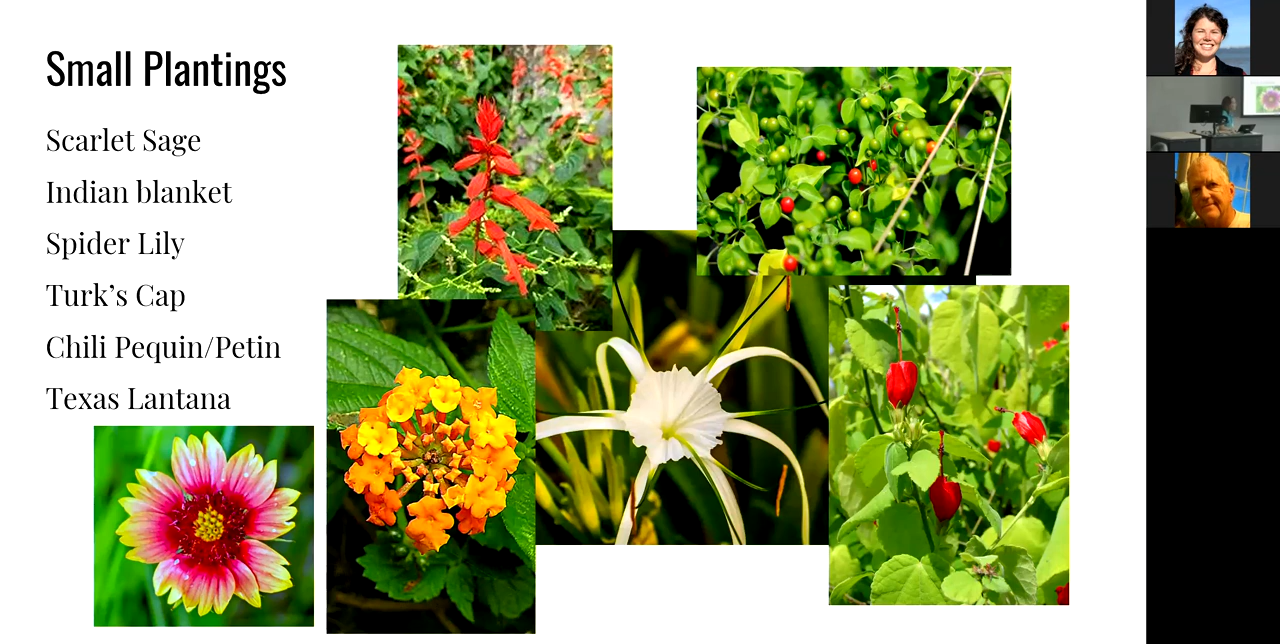 Small Plantings
Scarlet Sage
Indian blanket
Spider Lily
Turk’s Cap
Chili Pequin/Petin
Texas Lantana